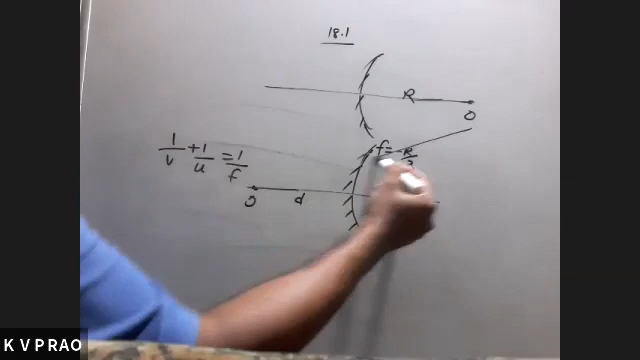 18.1
R
O
f = -R/2
1/v + 1/u = 1/f
O d
K V P RAO